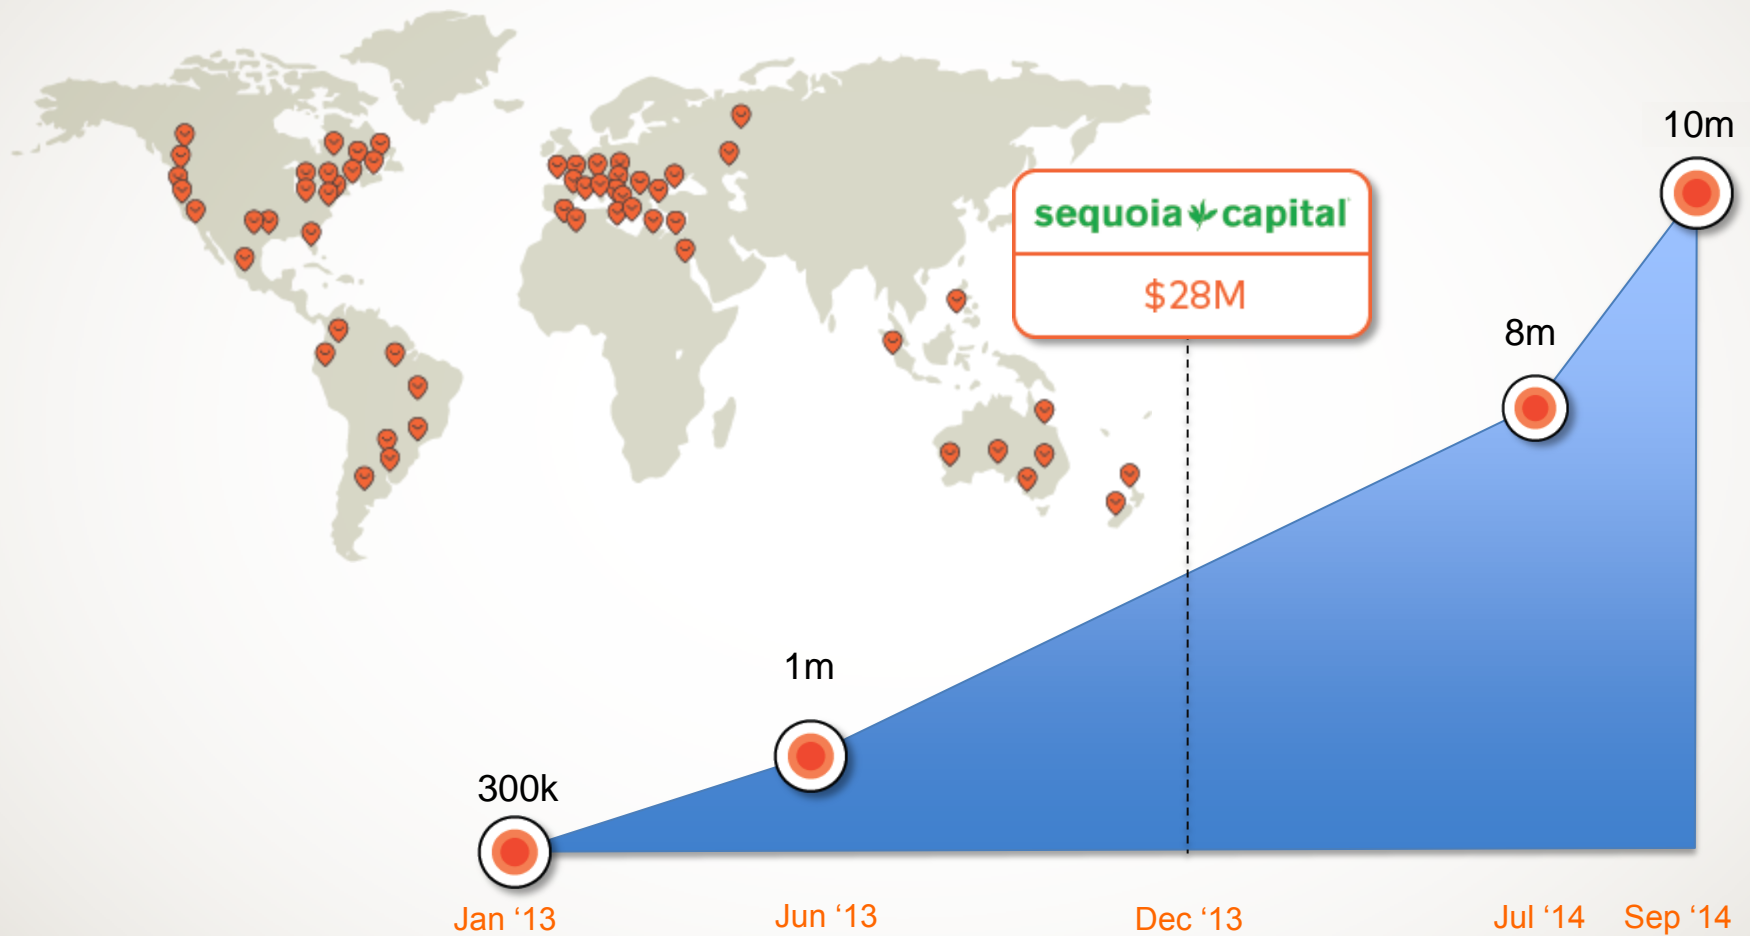 10m
sequoia capital
$28M
8m
1m
300k
Jan ‘13
Jun ‘13
Dec ‘13
Jul ‘14
Sep ‘14